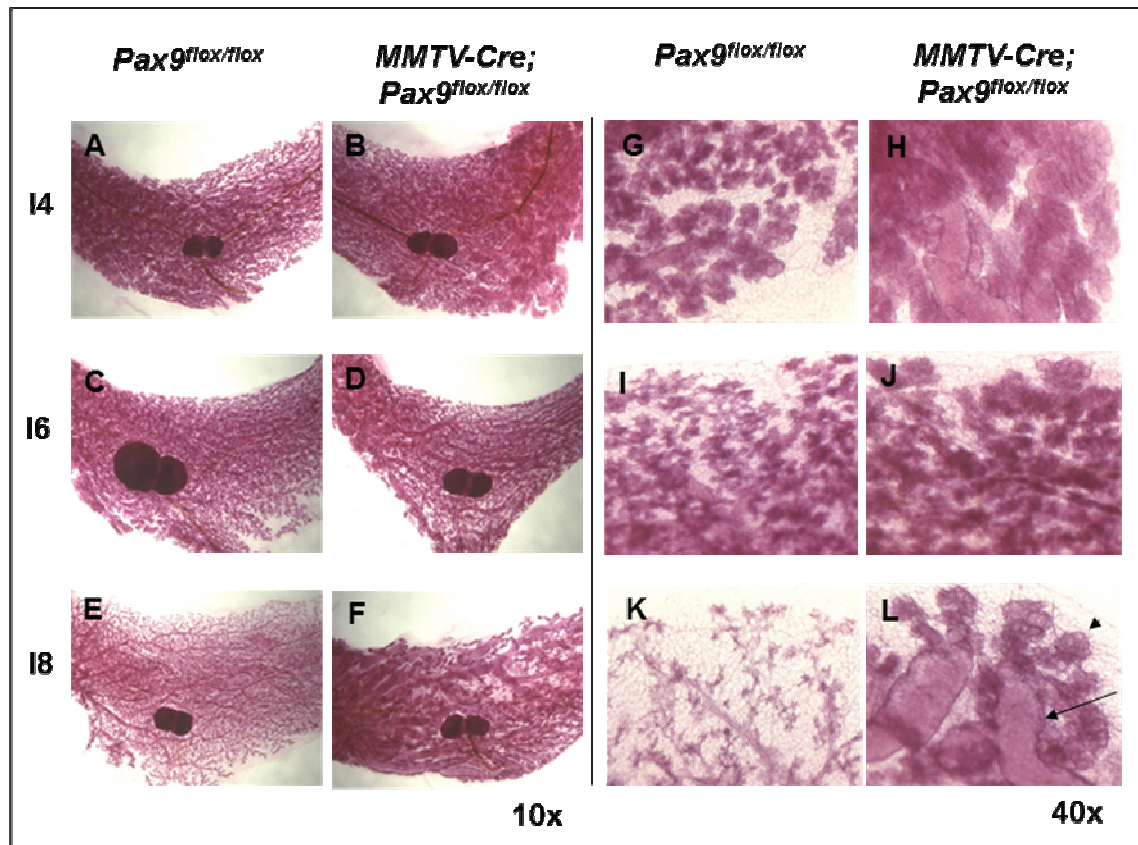 Pax9flox/flox
MMTV-Cre;
Pax9flox/flox
Pax9flox/flox
MMTV-Cre;
Pax9flox/flox
I4
A
B
G
H
I6
C
D
I
J
I8
E
F
K
L
10x
40x